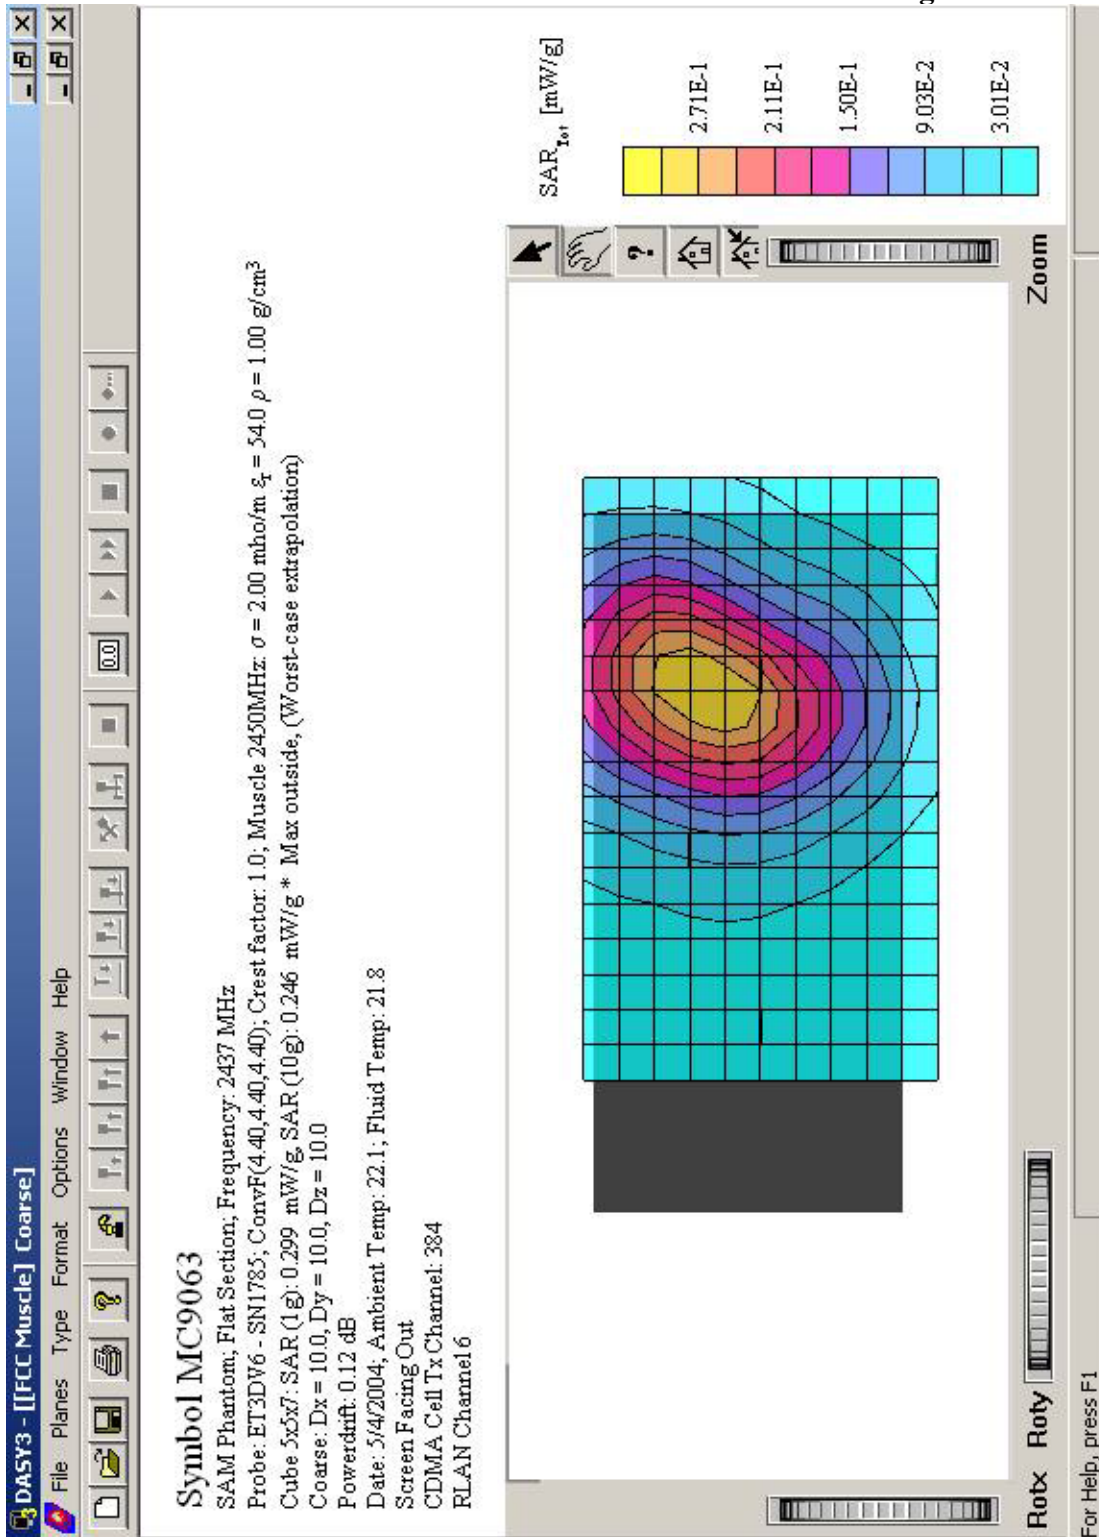 DASY3 - [[FCC Muscle] Coarse]
File Planes Type Format Options Window Help
0.0
Symbol MC9063
SAM Phantom; Flat Section; Frequency: 2437 MHz
Probe: ET3DV6 - SN1785; ConvF(4.40,4.40,4.40); Crest factor: 1.0; Muscle 2450MHz: σ = 2.00 mho/m εr = 54.0 ρ = 1.00 g/cm³
Cube 5x5x7: SAR (1g): 0.299 mW/g, SAR (10g): 0.246 mW/g * Max outside, (Worst-case extrapolation)
Coarse: Dx = 10.0, Dy = 10.0, Dz = 10.0
Powerdrift: 0.12 dB
Date: 5/4/2004; Ambient Temp: 22.1; Fluid Temp: 21.8
Screen Facing Out
CDMA Cell Tx Channel: 384
RLAN Channel 6
SARTot [mW/g]
2.71E-1
2.11E-1
1.50E-1
9.03E-2
3.01E-2
Rotx Roty Zoom
For Help, press F1